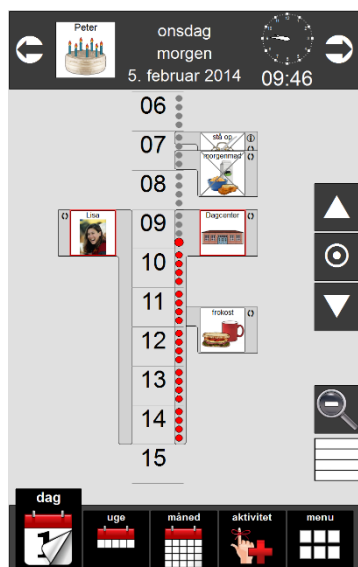 Peter
onsdag
morgen
5. februar 2014
09:46
06
07
stå op
morgenmad
08
Lisa
09
Dagcenter
10
11
frokost
12
13
14
15
dag
uge
måned
aktivitet
menu
1